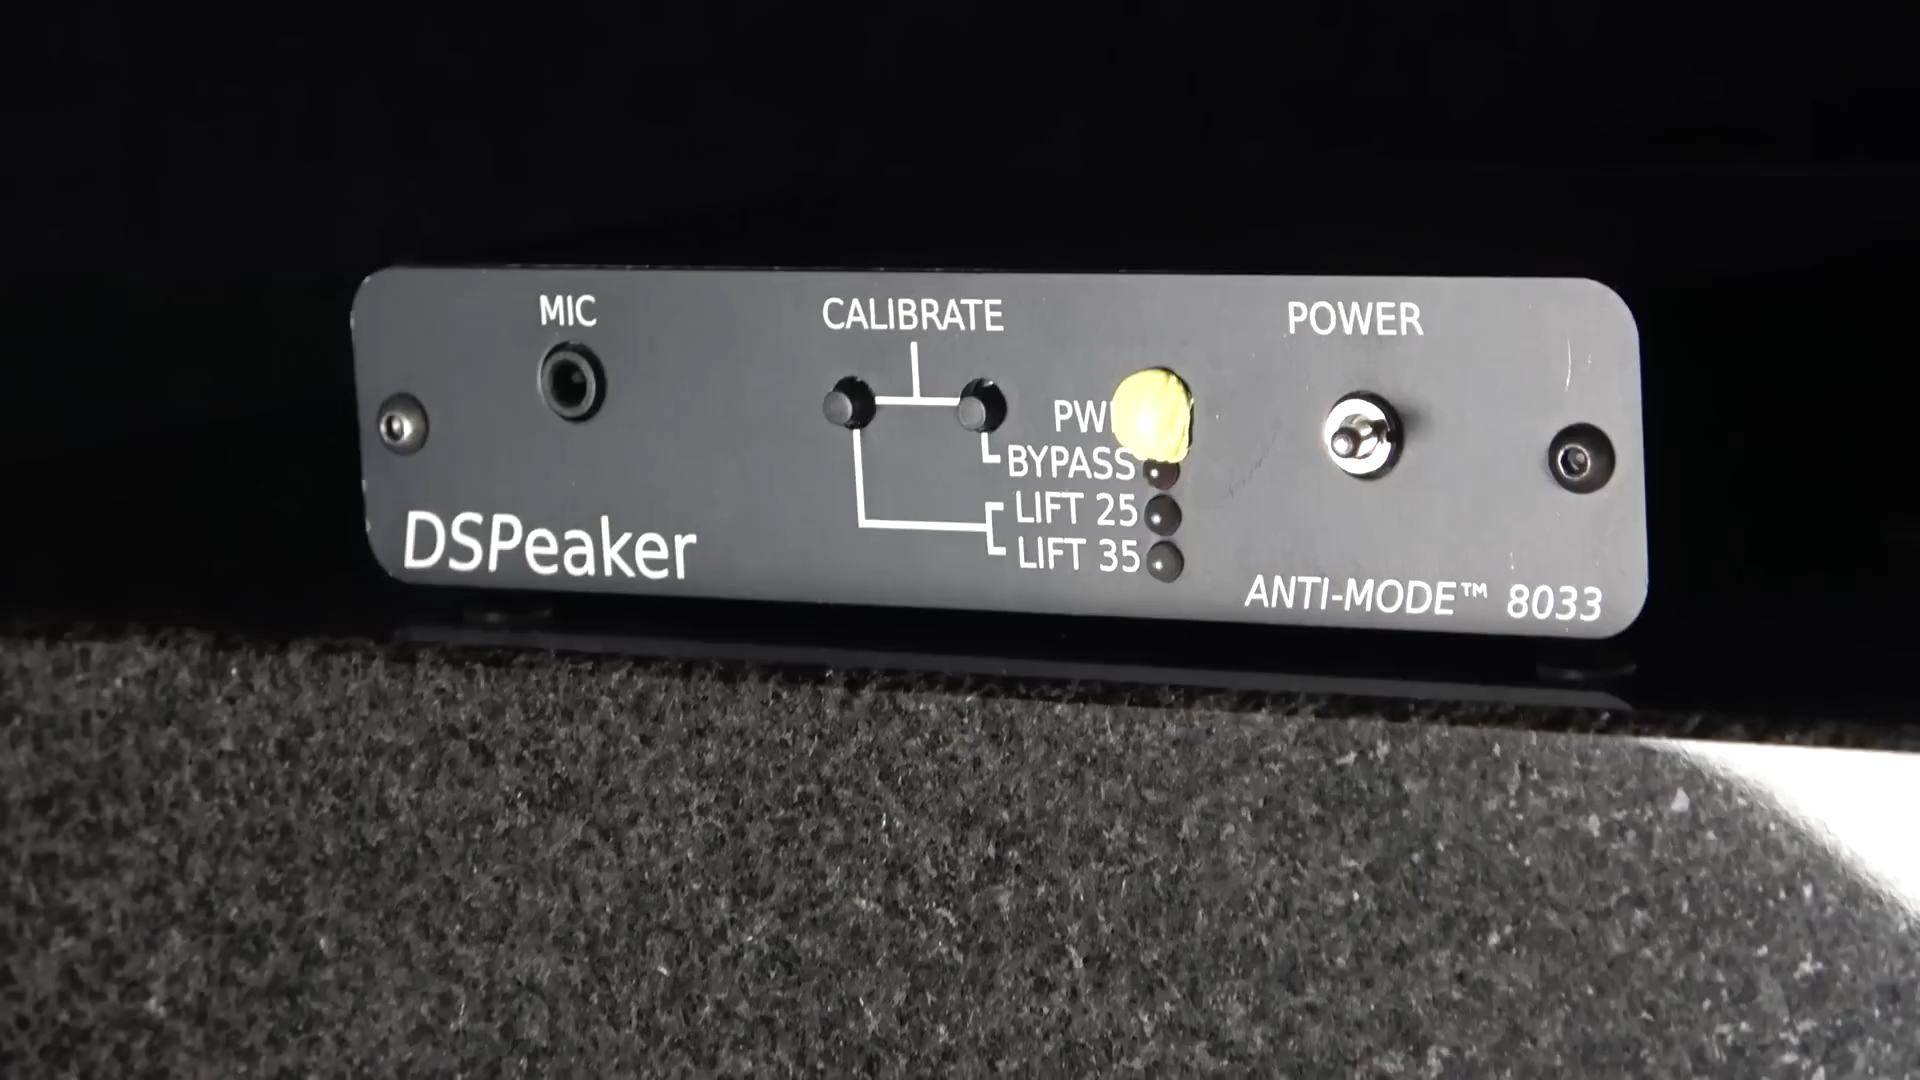 MIC
CALIBRATE
POWER
BYPASS
LIFT 25
LIFT 35
DSPeaker
ANTI-MODE™ 8033